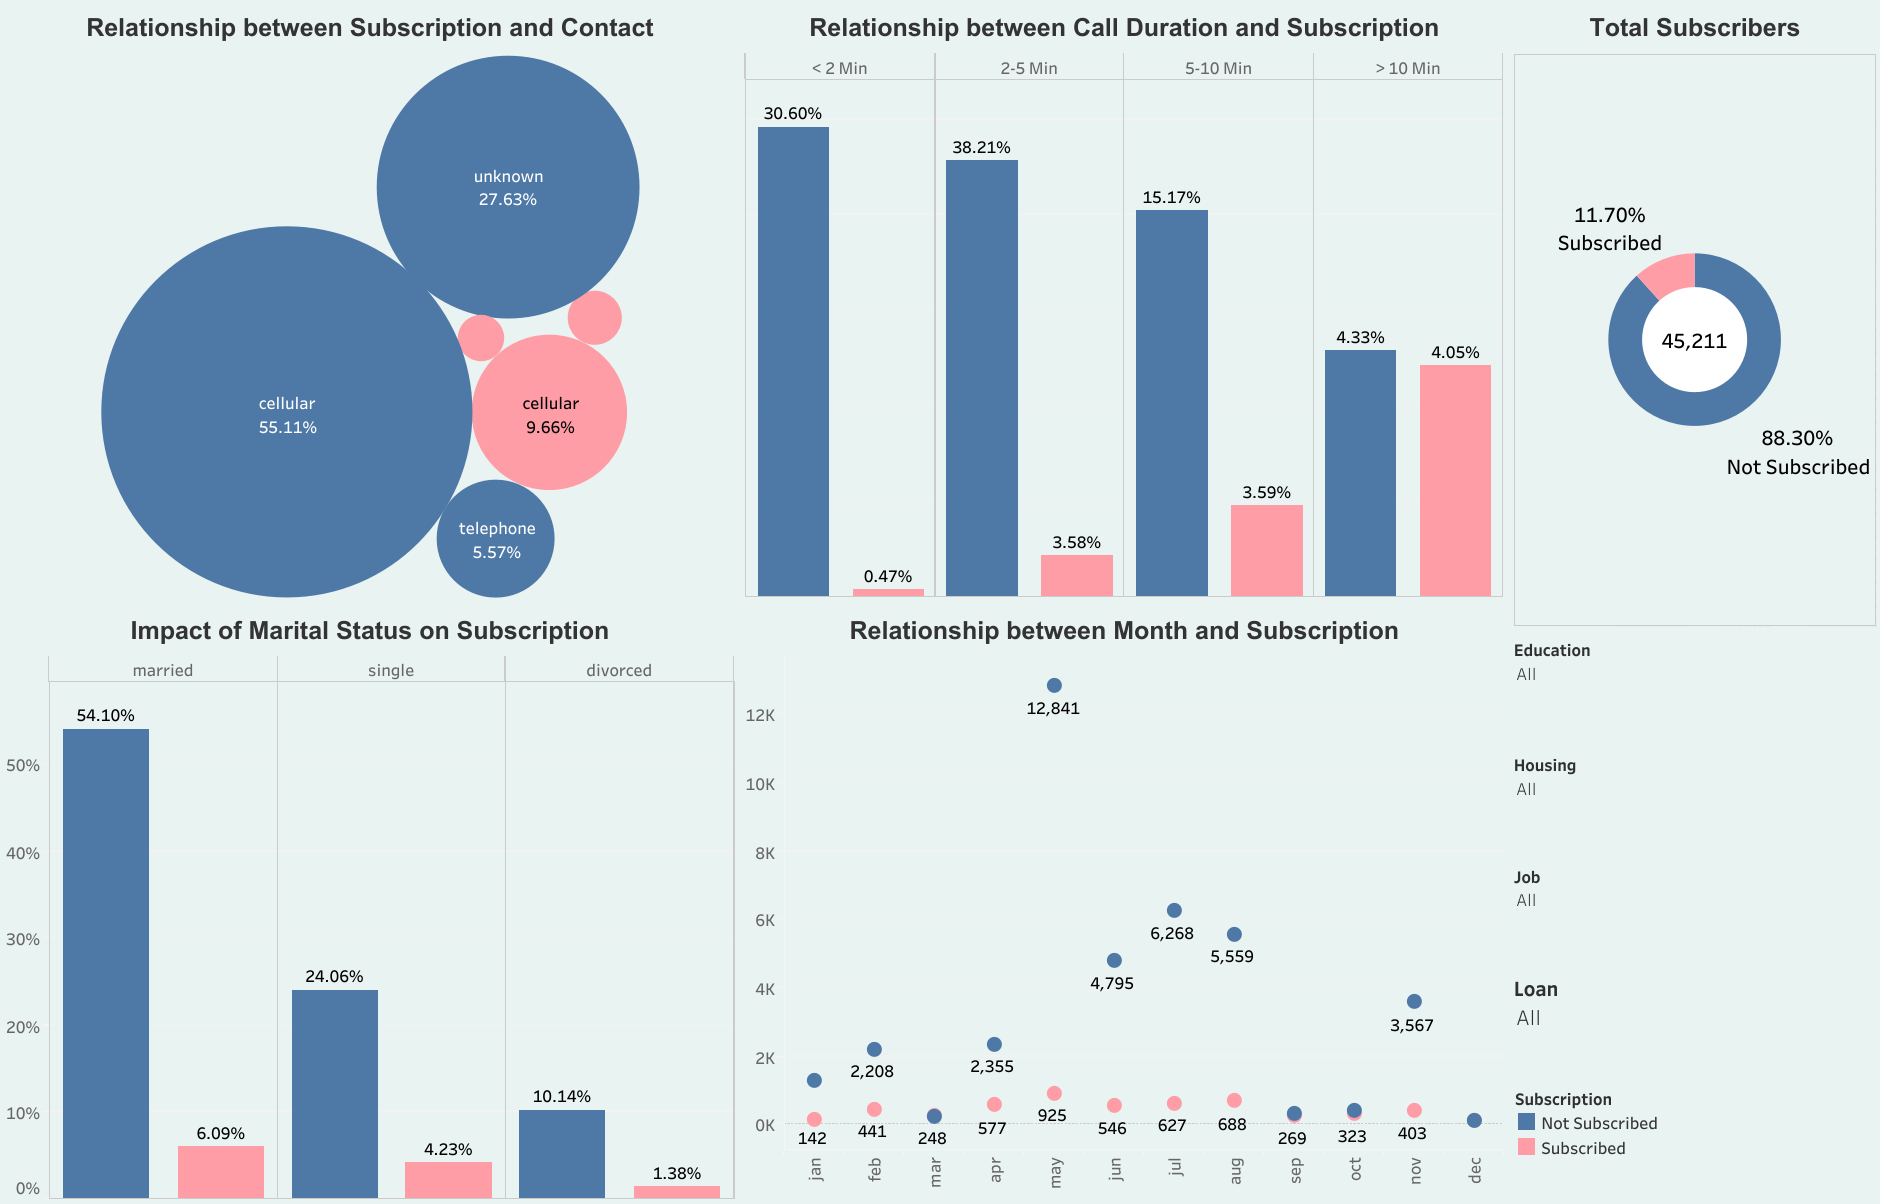 Relationship between Subscription and Contact
unknown
27.63%
cellular
55.11%
cellular
9.66%
telephone
5.57%
Relationship between Call Duration and Subscription
< 2 Min
2-5 Min
5-10 Min
> 10 Min
30.60%
0.47%
38.21%
3.58%
15.17%
3.59%
4.33%
4.05%
Total Subscribers
11.70%
Subscribed
45,211
88.30%
Not Subscribed
Impact of Marital Status on Subscription
married
single
divorced
50%
40%
30%
20%
10%
0%
54.10%
6.09%
24.06%
4.23%
10.14%
1.38%
Relationship between Month and Subscription
12K
10K
8K
6K
4K
2K
0K
12,841
6,268
5,559
4,795
3,567
2,208
2,355
142
441
248
577
925
546
627
688
269
323
403
jan
feb
mar
apr
may
jun
jul
aug
sep
oct
nov
dec
Education
All
Housing
All
Job
All
Loan
All
Subscription
Not Subscribed
Subscribed